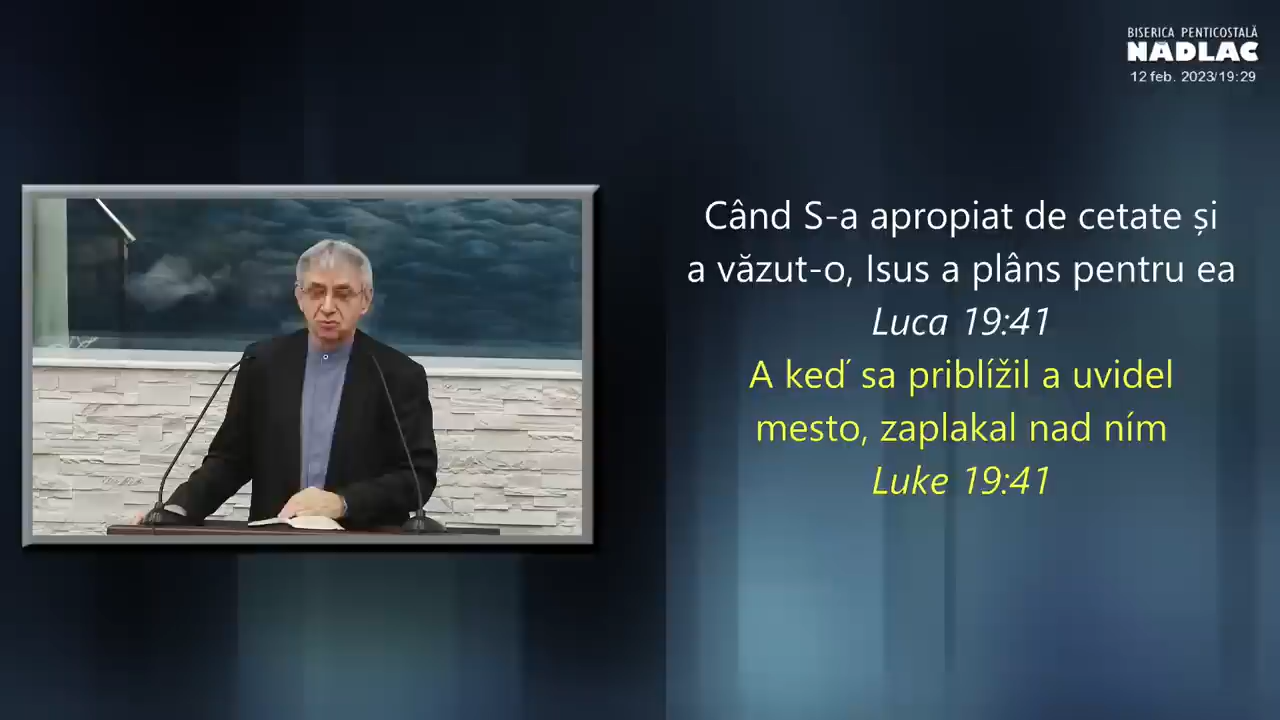 BISERICA PENTICOSTALĂ
NĂDLAC
12 feb. 2023/19:29
Când S-a apropiat de cetate și
a văzut-o, Isus a plâns pentru ea
Luca 19:41
A keď sa priblížil a uvidel
mesto, zaplakal nad ním
Luke 19:41